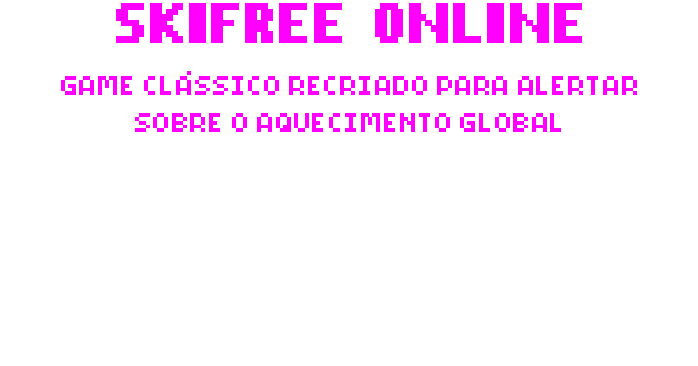 SKIFREE ONLINE
GAME CLÁSSICO RECRIADO PARA ALERTAR
SOBRE O AQUECIMENTO GLOBAL